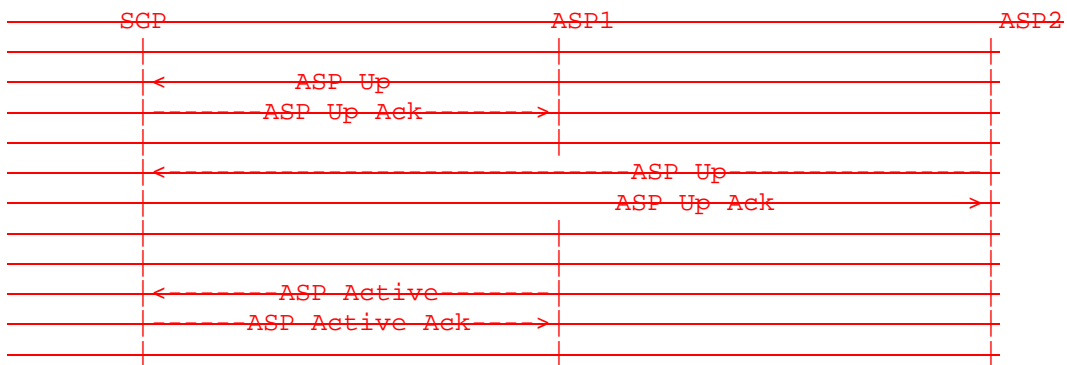 SGP ASP1 ASP2
ASP Up
ASP Up Ack
ASP Up
ASP Up Ack
ASP Active
ASP Active Ack